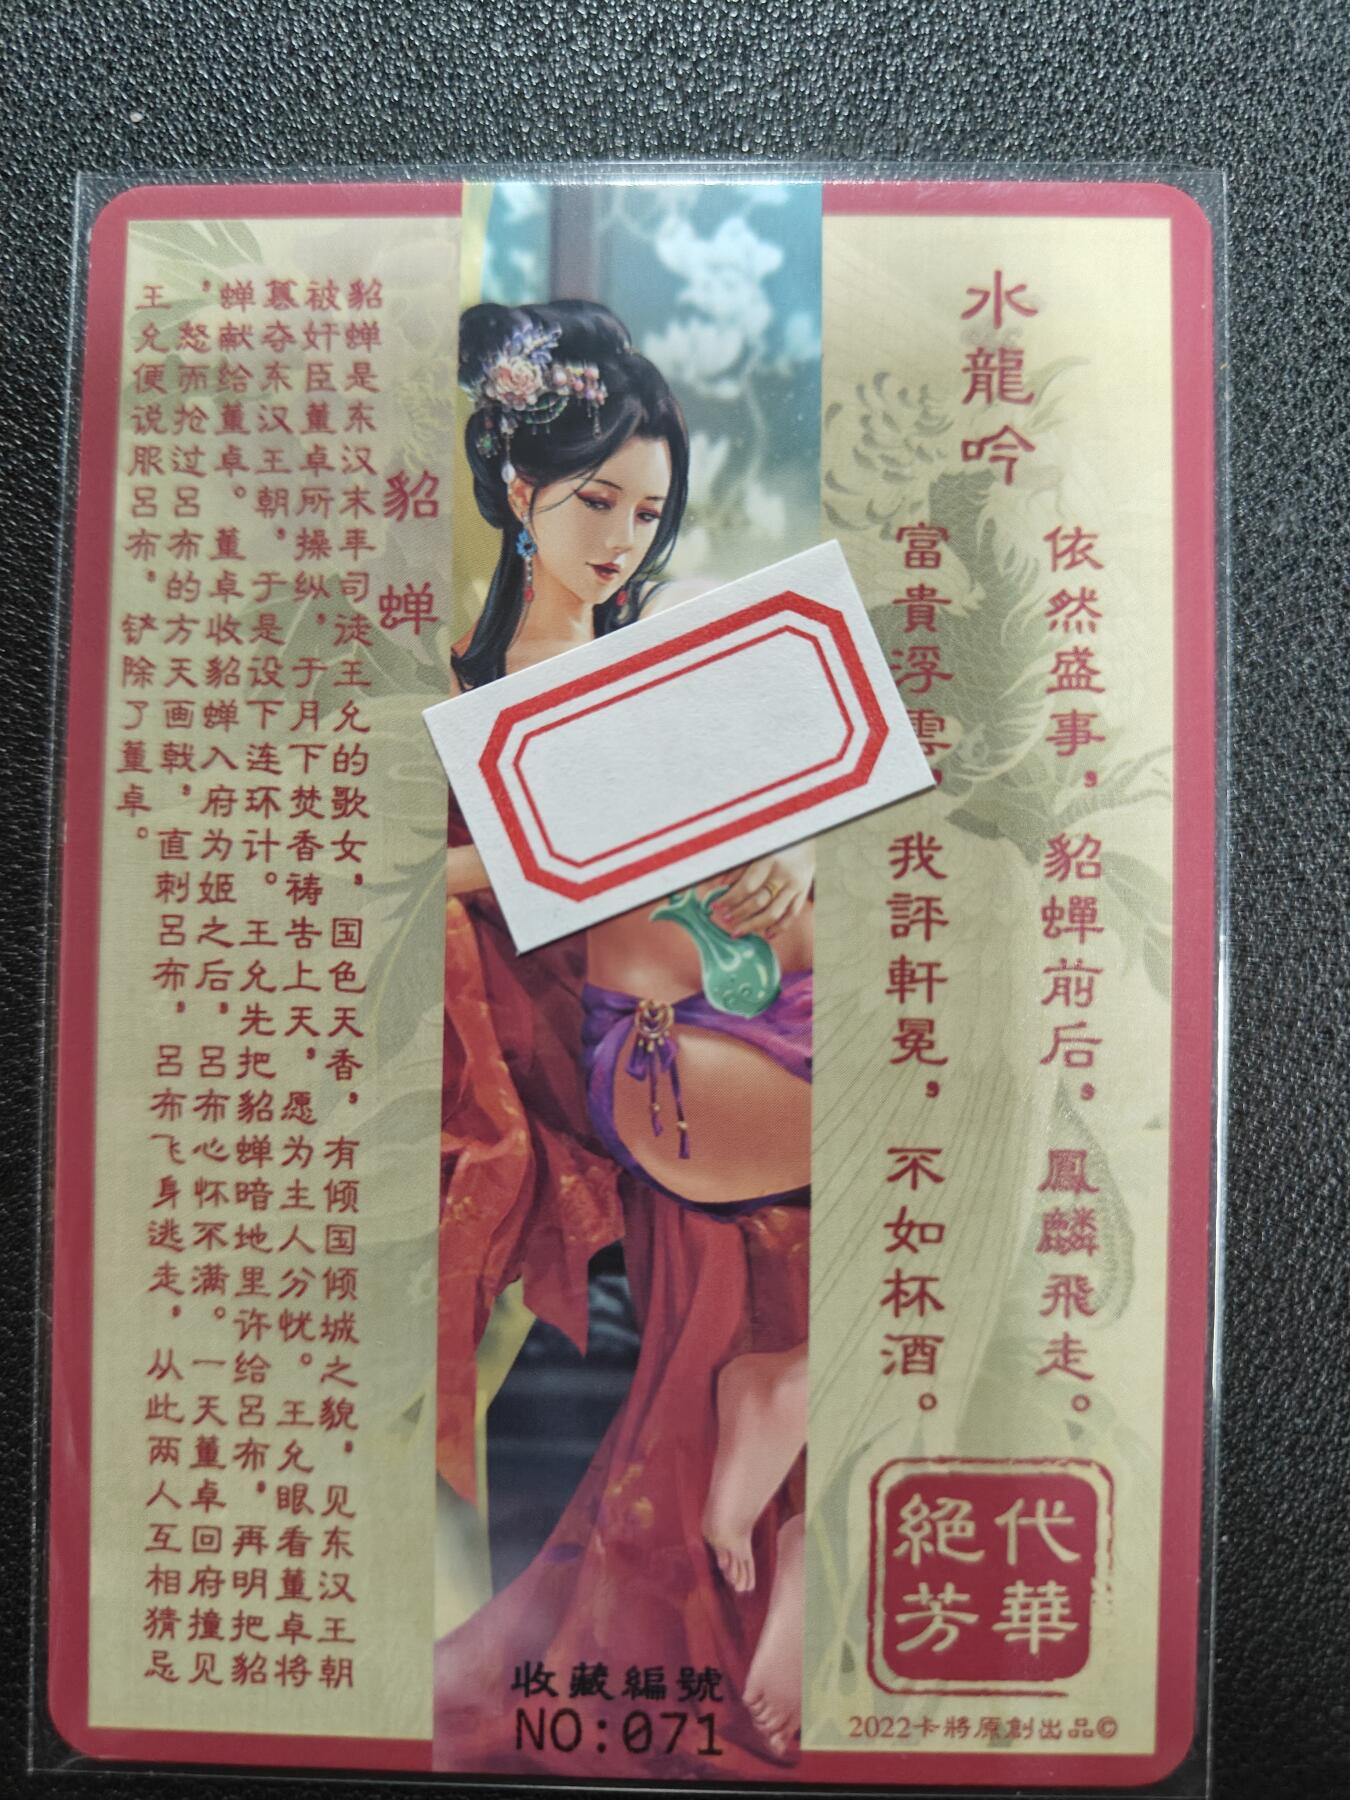 水龍吟
依然盛事，貂蟬前后，鳳麟飛走。
富貴浮雲，我評軒冕，不如杯酒。
代華
絕芳
2022卡將原創出品©
收藏編號
NO:071
貂蝉
貂蝉是东汉末年司徒王允的歌女，国色天香，有倾国倾城之貌，见东汉王朝
被奸臣董卓所操纵，于月下焚香祷告上天，愿为主人分忧。王允眼看董卓将
篡夺东汉王朝，于是设下连环计。王允先把貂蝉暗地里许给呂布，再明把貂
蝉献给董卓。董卓收貂蝉入府为姬之后，呂布心怀不满。一天董卓回府撞见
，怒而抢过呂布的方天画戟，直刺呂布，呂布飞身逃走，从此两人互相猜忌
王允便说服呂布，铲除了董卓。